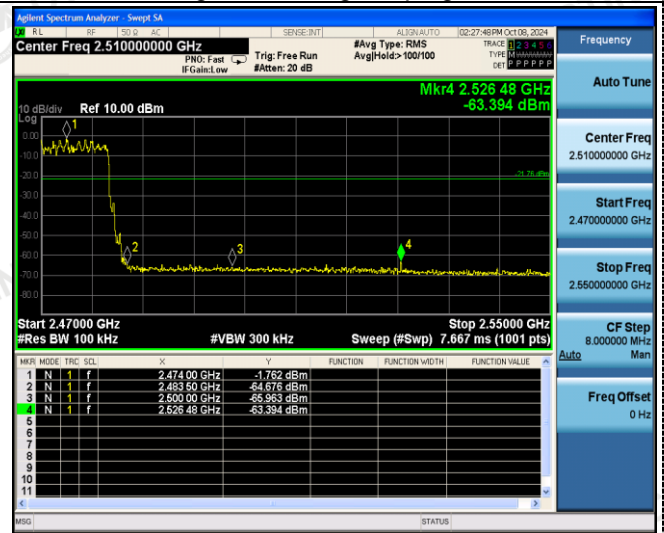 Agilent Spectrum Analyzer - Swept SA
RL RF 50 Ω AC SENSE:INT ALIGN AUTO 02:27:48 PM Oct 08, 2024
Center Freq 2.510000000 GHz
PNO: Fast
IFGain:Low
Trig: Free Run
#Atten: 20 dB
#Avg Type: RMS
Avg|Hold:>100/100
TRACE 1 2 3 4 5 6
TYPE M
DET P P P P P P
Mkr4 2.526 48 GHz
-63.394 dBm
10 dB/div Ref 10.00 dBm
Log
0.00
-10.0
-20.0
-30.0
-40.0
-50.0
-60.0
-70.0
-80.0
1
2
3
4
-21.76 dBm
Start 2.47000 GHz
Stop 2.55000 GHz
#Res BW 100 kHz #VBW 300 kHz Sweep (#Swp) 7.667 ms (1001 pts)
MKR MODE TRC SCL X Y FUNCTION FUNCTION WIDTH FUNCTION VALUE
1 N 1 f 2.474 00 GHz -1.762 dBm
2 N 1 f 2.483 50 GHz -64.676 dBm
3 N 1 f 2.500 00 GHz -65.963 dBm
4 N 1 f 2.526 48 GHz -63.394 dBm
5
6
7
8
9
10
11
MSG STATUS
Frequency
Auto Tune
Center Freq
2.510000000 GHz
Start Freq
2.470000000 GHz
Stop Freq
2.550000000 GHz
CF Step
8.000000 MHz
Auto Man
Freq Offset
0 Hz